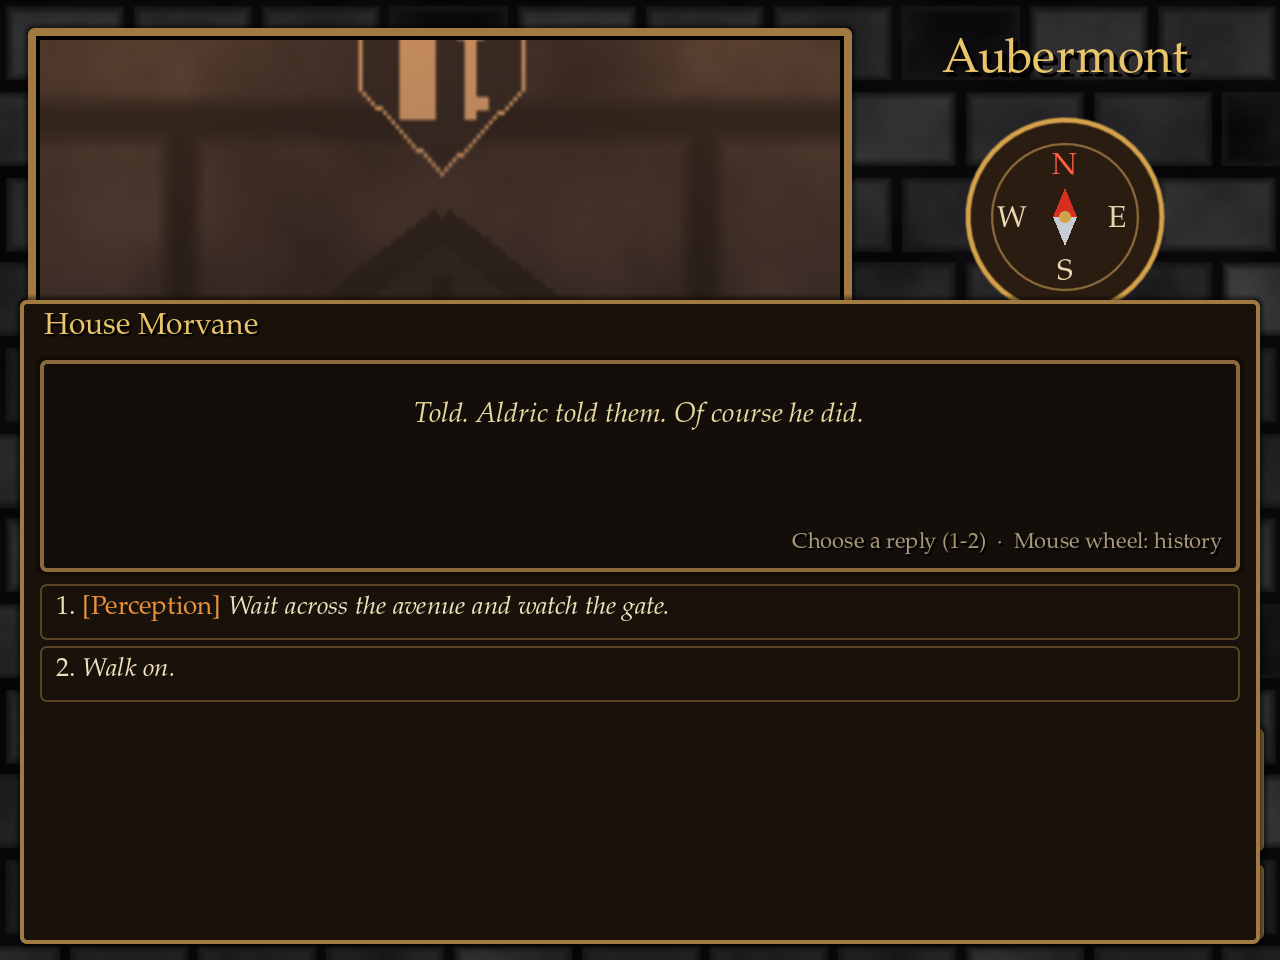 Aubermont
N
W E
S
House Morvane
Told. Aldric told them. Of course he did.
Choose a reply (1-2) · Mouse wheel: history
1. [Perception] Wait across the avenue and watch the gate.
2. Walk on.